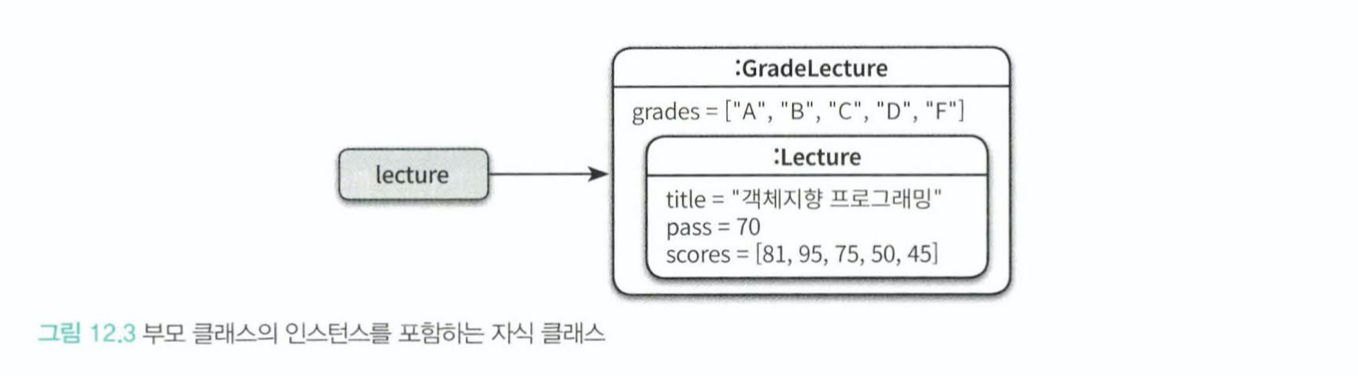 :GradeLecture
grades = ["A", "B", "C", "D", "F"]
lecture
:Lecture
title = "객체지향 프로그래밍"
pass = 70
scores = [81, 95, 75, 50, 45]
그림 12.3 부모 클래스의 인스턴스를 포함하는 자식 클래스